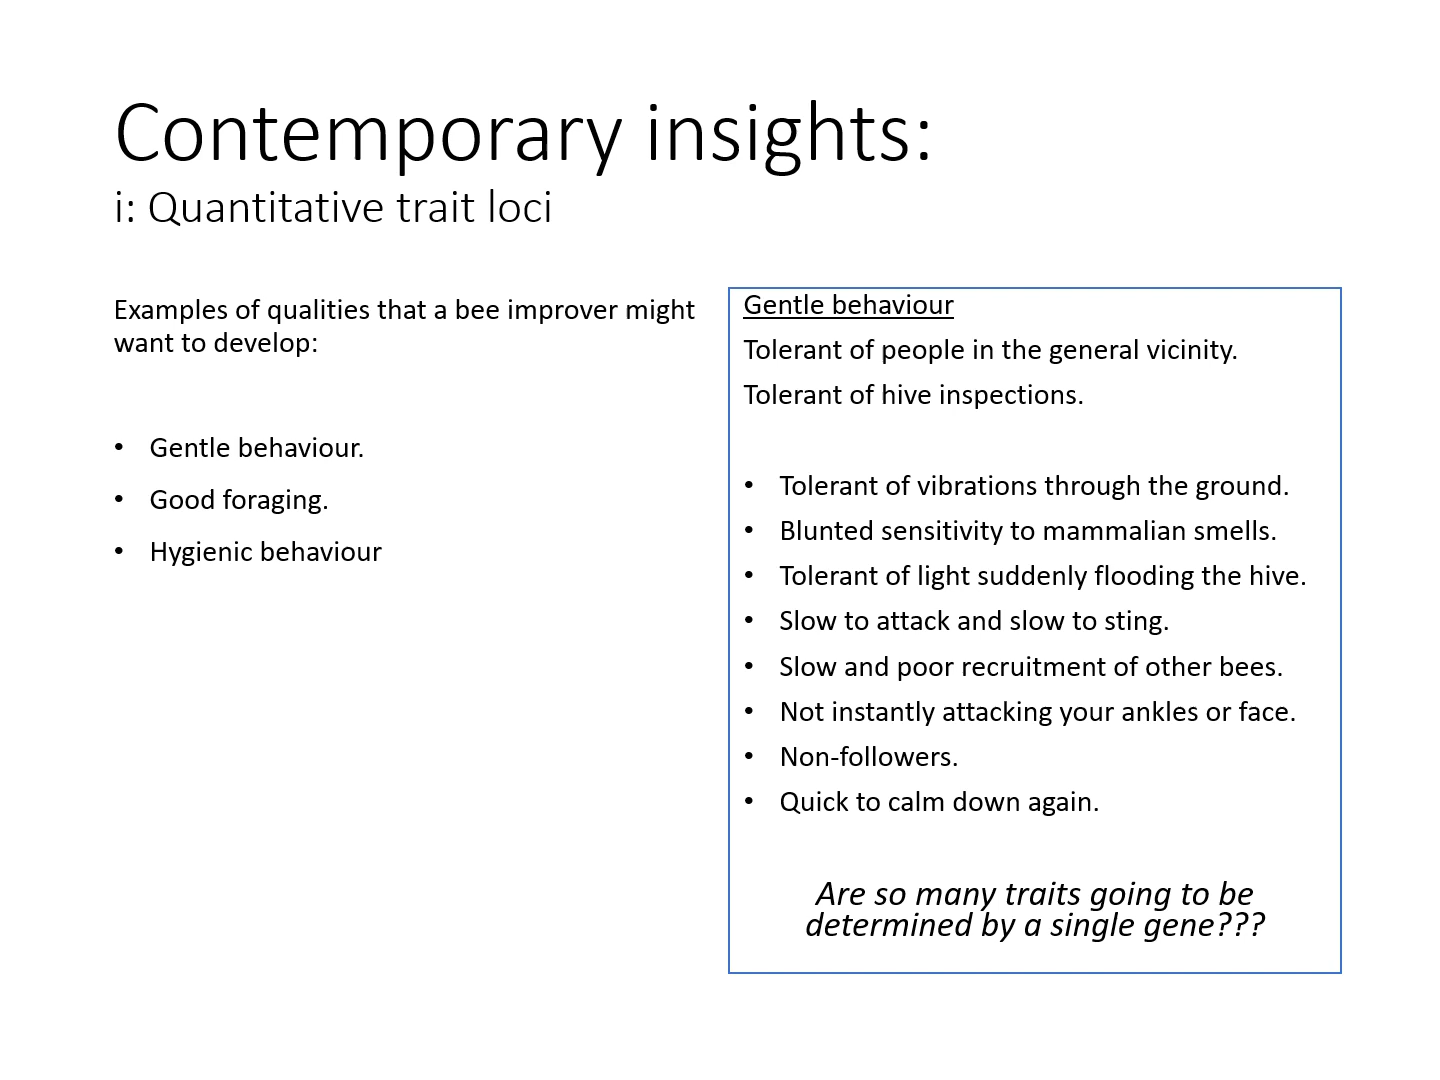 Contemporary insights:
i: Quantitative trait loci
Examples of qualities that a bee improver might
want to develop:
• Gentle behaviour.
• Good foraging.
• Hygienic behaviour
Gentle behaviour
Tolerant of people in the general vicinity.
Tolerant of hive inspections.
• Tolerant of vibrations through the ground.
• Blunted sensitivity to mammalian smells.
• Tolerant of light suddenly flooding the hive.
• Slow to attack and slow to sting.
• Slow and poor recruitment of other bees.
• Not instantly attacking your ankles or face.
• Non-followers.
• Quick to calm down again.
Are so many traits going to be
determined by a single gene???